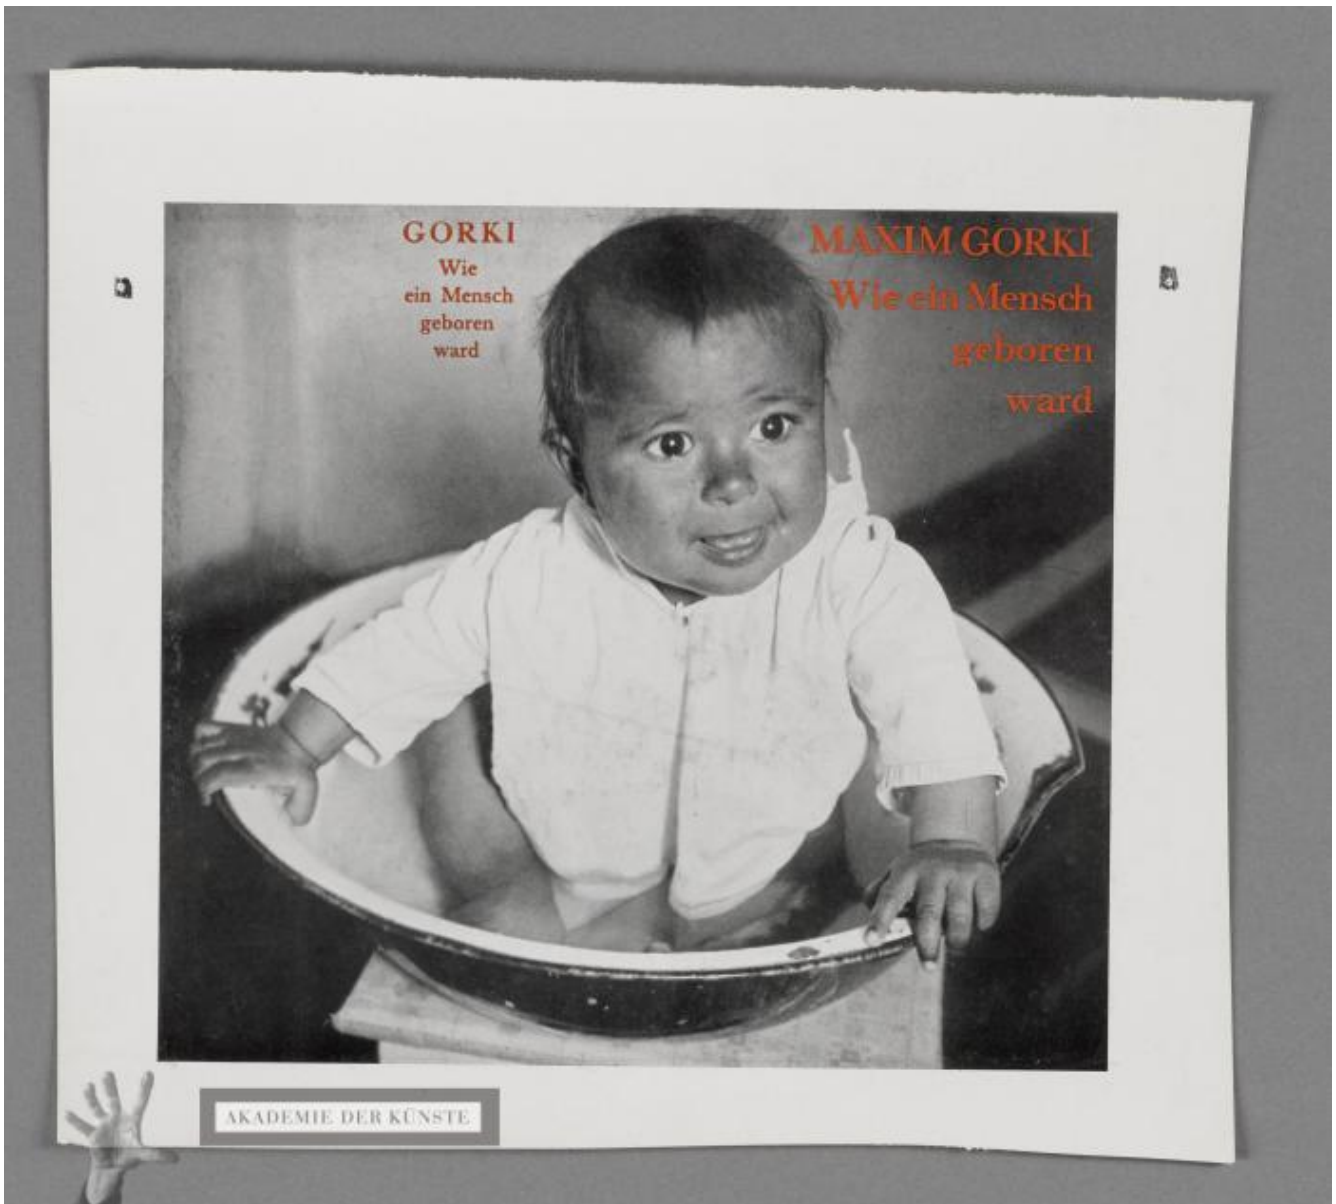 GORKI
Wie
ein Mensch
geboren
ward
MAXIM GORKI
Wie ein Mensch
geboren
ward
AKADEMIE DER KÜNSTE